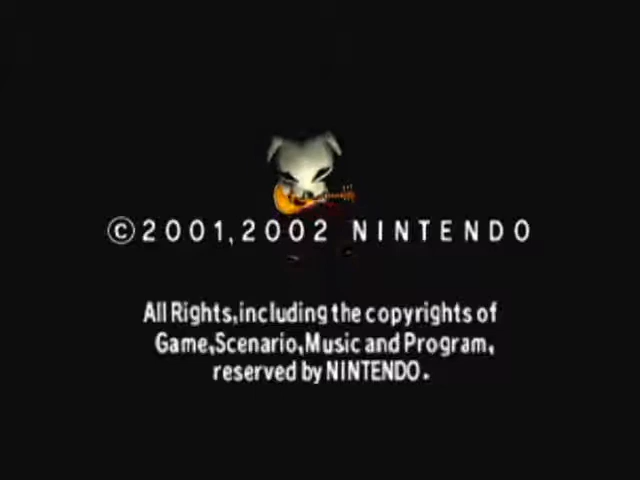 ©2001,2002 NINTENDO
All Rights,including the copyrights of
Game,Scenario,Music and Program,
reserved by NINTENDO.